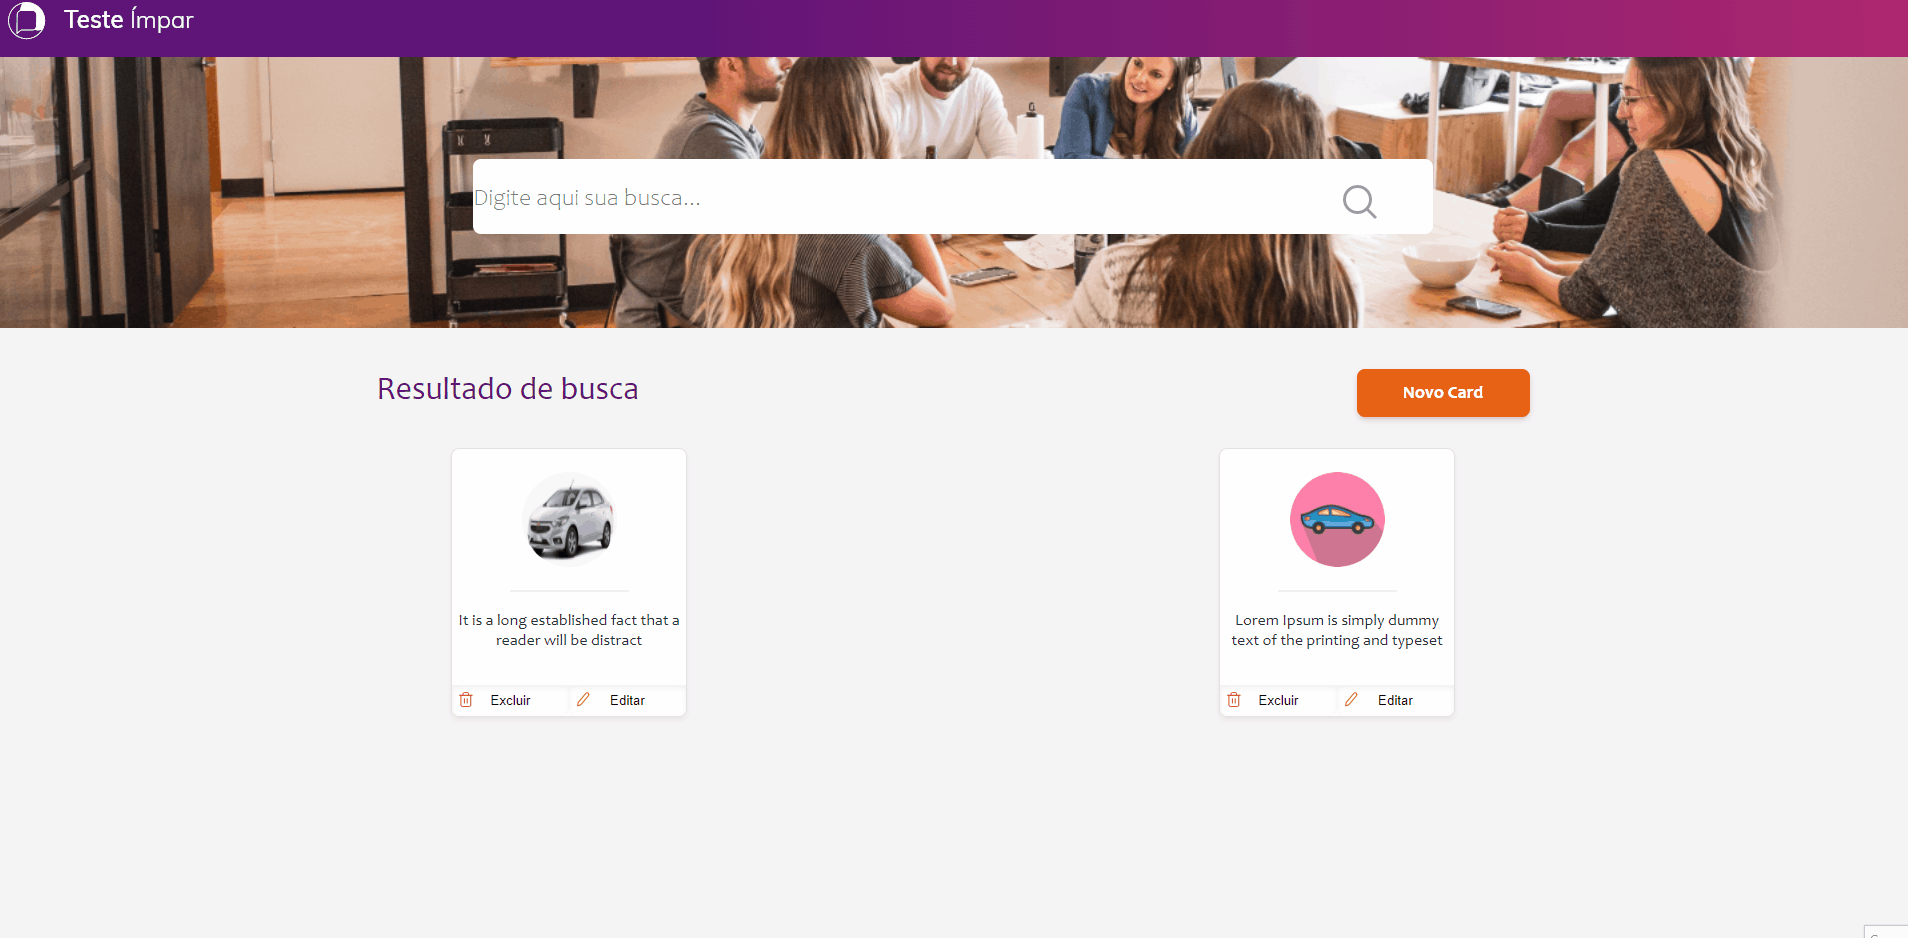 Teste Ímpar
Digite aqui sua busca...
Resultado de busca
Novo Card
It is a long established fact that a
reader will be distract
Excluir
Editar
Lorem Ipsum is simply dummy
text of the printing and typeset
Excluir
Editar